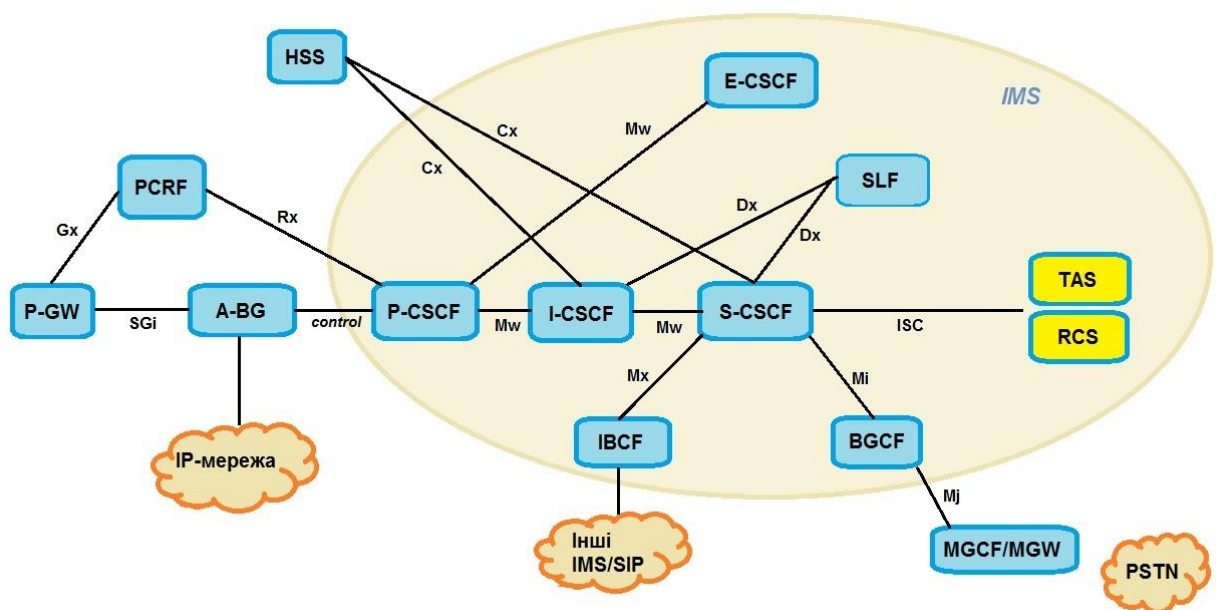 HSS
E-CSCF
IMS
Cx
Mw
Cx
PCRF
SLF
Gx
Rx
Dx
Dx
TAS
P-GW
SGi
A-BG
control
P-CSCF
Mw
I-CSCF
Mw
S-CSCF
ISC
RCS
Mx
Mi
IBCF
BGCF
IP-мережа
Mj
Інші
IMS/SIP
MGCF/MGW
PSTN